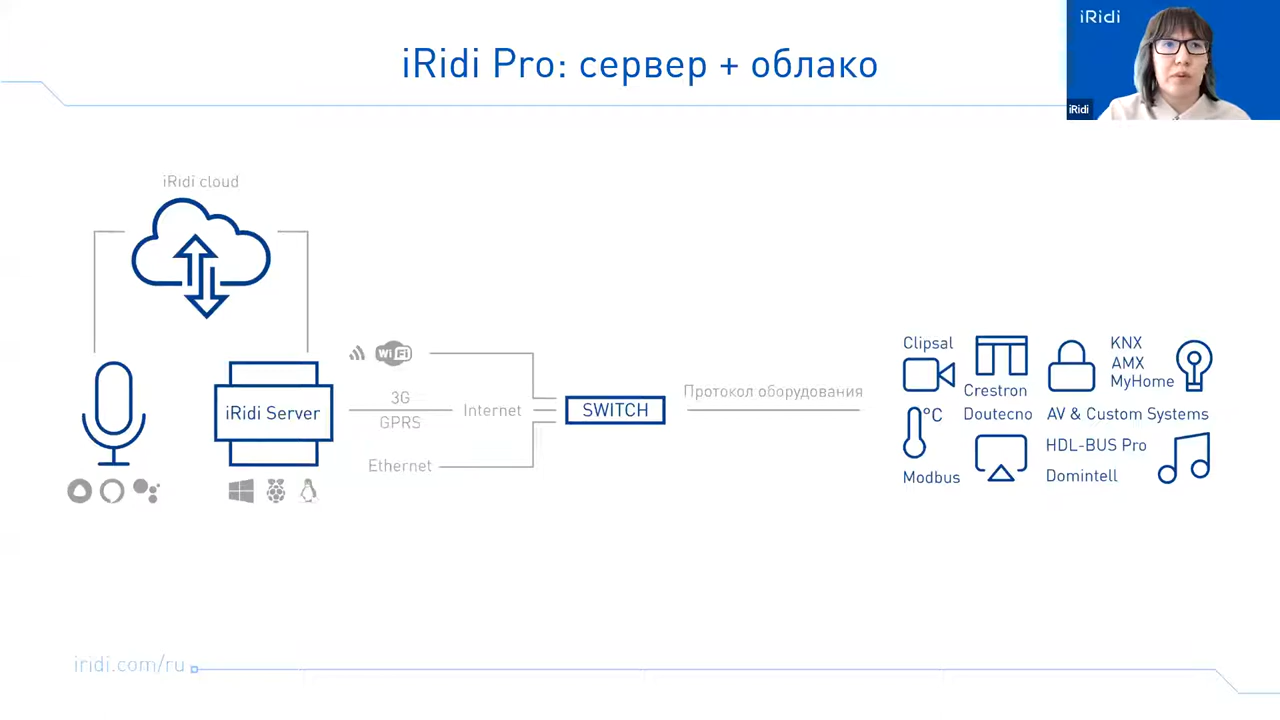 iRidi Pro: сервер + облако
iRidi
iRidi
iRidi cloud
iRidi Server
WiFi
3G
GPRS
Internet
Ethernet
SWITCH
Протокол оборудования
Clipsal
Crestron
KNX
AMX
MyHome
°C
Doutecno
AV & Custom Systems
HDL-BUS Pro
Modbus
Domintell
iridi.com/ru